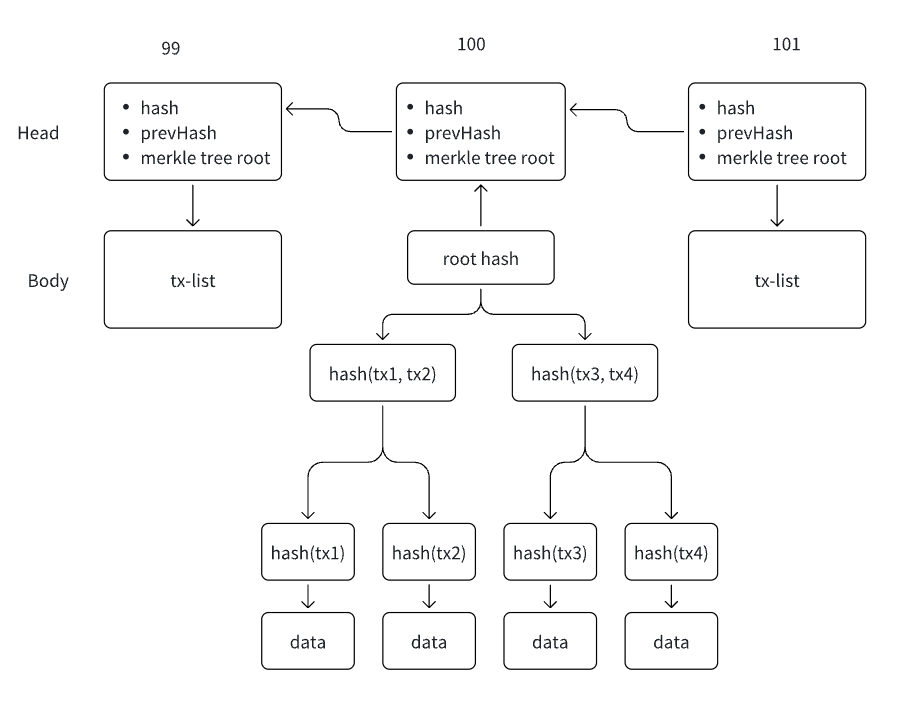 99
100
101
Head
• hash
• prevHash
• merkle tree root
• hash
• prevHash
• merkle tree root
• hash
• prevHash
• merkle tree root
Body
tx-list
root hash
tx-list
hash(tx1, tx2)
hash(tx3, tx4)
hash(tx1)
hash(tx2)
hash(tx3)
hash(tx4)
data
data
data
data